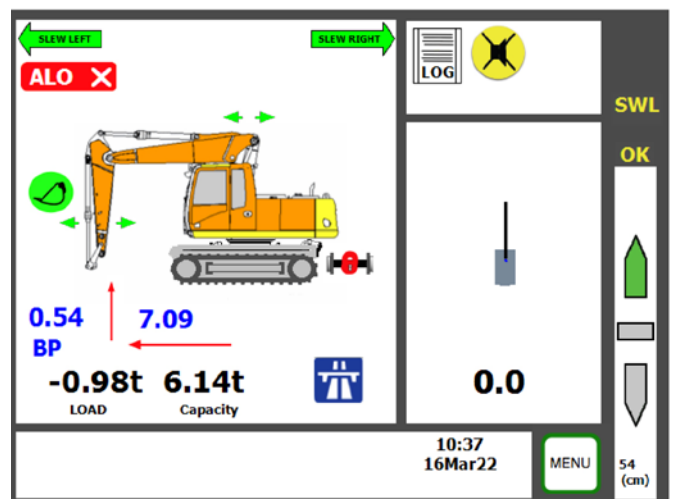 SLEW LEFT
SLEW RIGHT
ALO X
LOG
SWL
OK
0.54
7.09
BP
-0.98t 6.14t
LOAD Capacity
0.0
10:37
16Mar22
MENU
54
(cm)